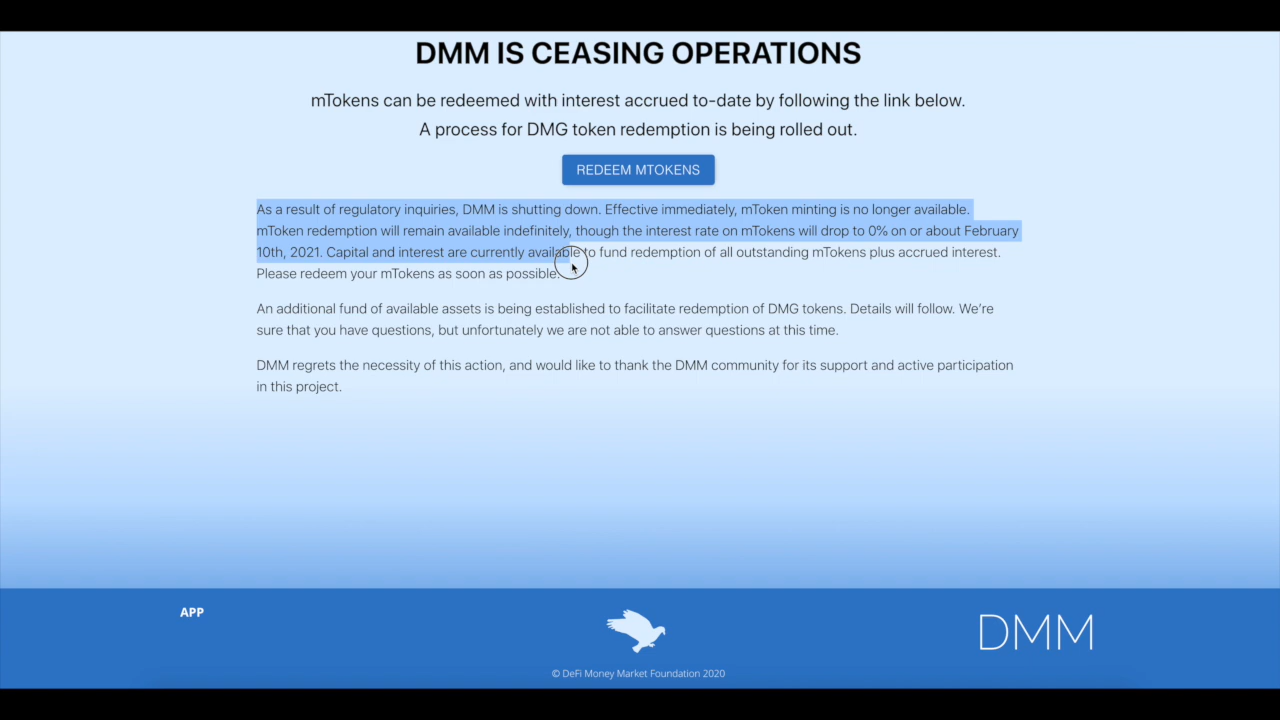 DMM IS CEASING OPERATIONS
mTokens can be redeemed with interest accrued to-date by following the link below.
A process for DMG token redemption is being rolled out.
REDEEM MTOKENS
As a result of regulatory inquiries, DMM is shutting down. Effective immediately, mToken minting is no longer available.
mToken redemption will remain available indefinitely, though the interest rate on mTokens will drop to 0% on or about February
10th, 2021. Capital and interest are currently available to fund redemption of all outstanding mTokens plus accrued interest.
Please redeem your mTokens as soon as possible.
An additional fund of available assets is being established to facilitate redemption of DMG tokens. Details will follow. We're
sure that you have questions, but unfortunately we are not able to answer questions at this time.
DMM regrets the necessity of this action, and would like to thank the DMM community for its support and active participation
in this project.
APP
DMM
© DeFi Money Market Foundation 2020